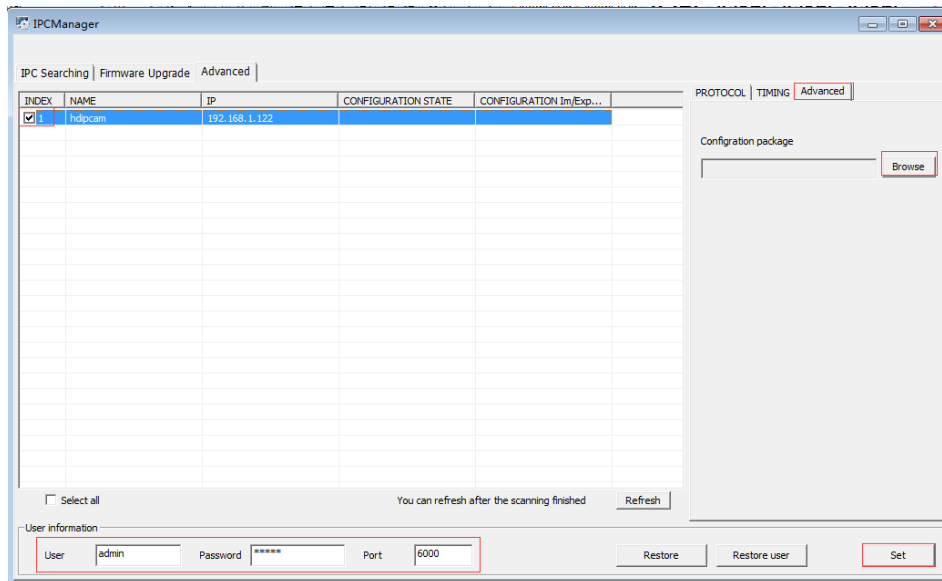 IPCManager
IPC Searching Firmware Upgrade Advanced
INDEX NAME IP CONFIGURATION STATE CONFIGURATION Im/Exp...
1 hdipcam 192.168.1.122
PROTOCOL TIMING Advanced
Configration package
Browse
Select all You can refresh after the scanning finished Refresh
User information
User admin Password ***** Port 6000 Restore Restore user Set